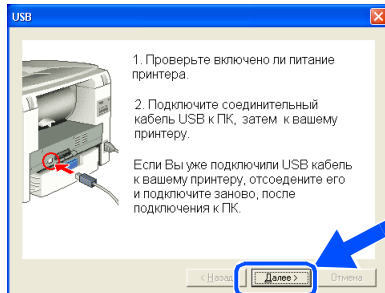 USB
1. Проверьте включено ли питание
принтера.
2. Подключите соединительный
кабель USB к ПК, затем к вашему
принтеру.
Если Вы уже подключили USB кабель
к вашему принтеру, отсоедените его
и подключите заново, после
подключения к ПК.
< Назад
Далее >
Отмена